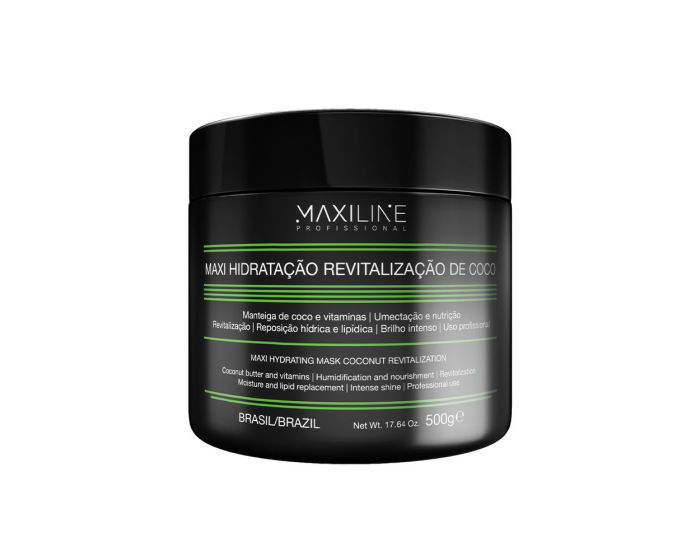 MAXILINE
PROFISSIONAL
MAXI HIDRATAÇÃO REVITALIZAÇÃO DE COCO
Manteiga de coco e vitaminas | Umectação e nutrição
Revitalização | Reposição hídrica e lipídica | Brilho intenso | Uso profissional
MAXI HYDRATING MASK COCONUT REVITALIZATION
Coconut butter and vitamins | Humidification and nourishment | Revitalization
Moisture and lipid replacement | Intense shine | Professional use
BRASIL/BRAZIL Net Wt. 17.64 Oz. 500g℮